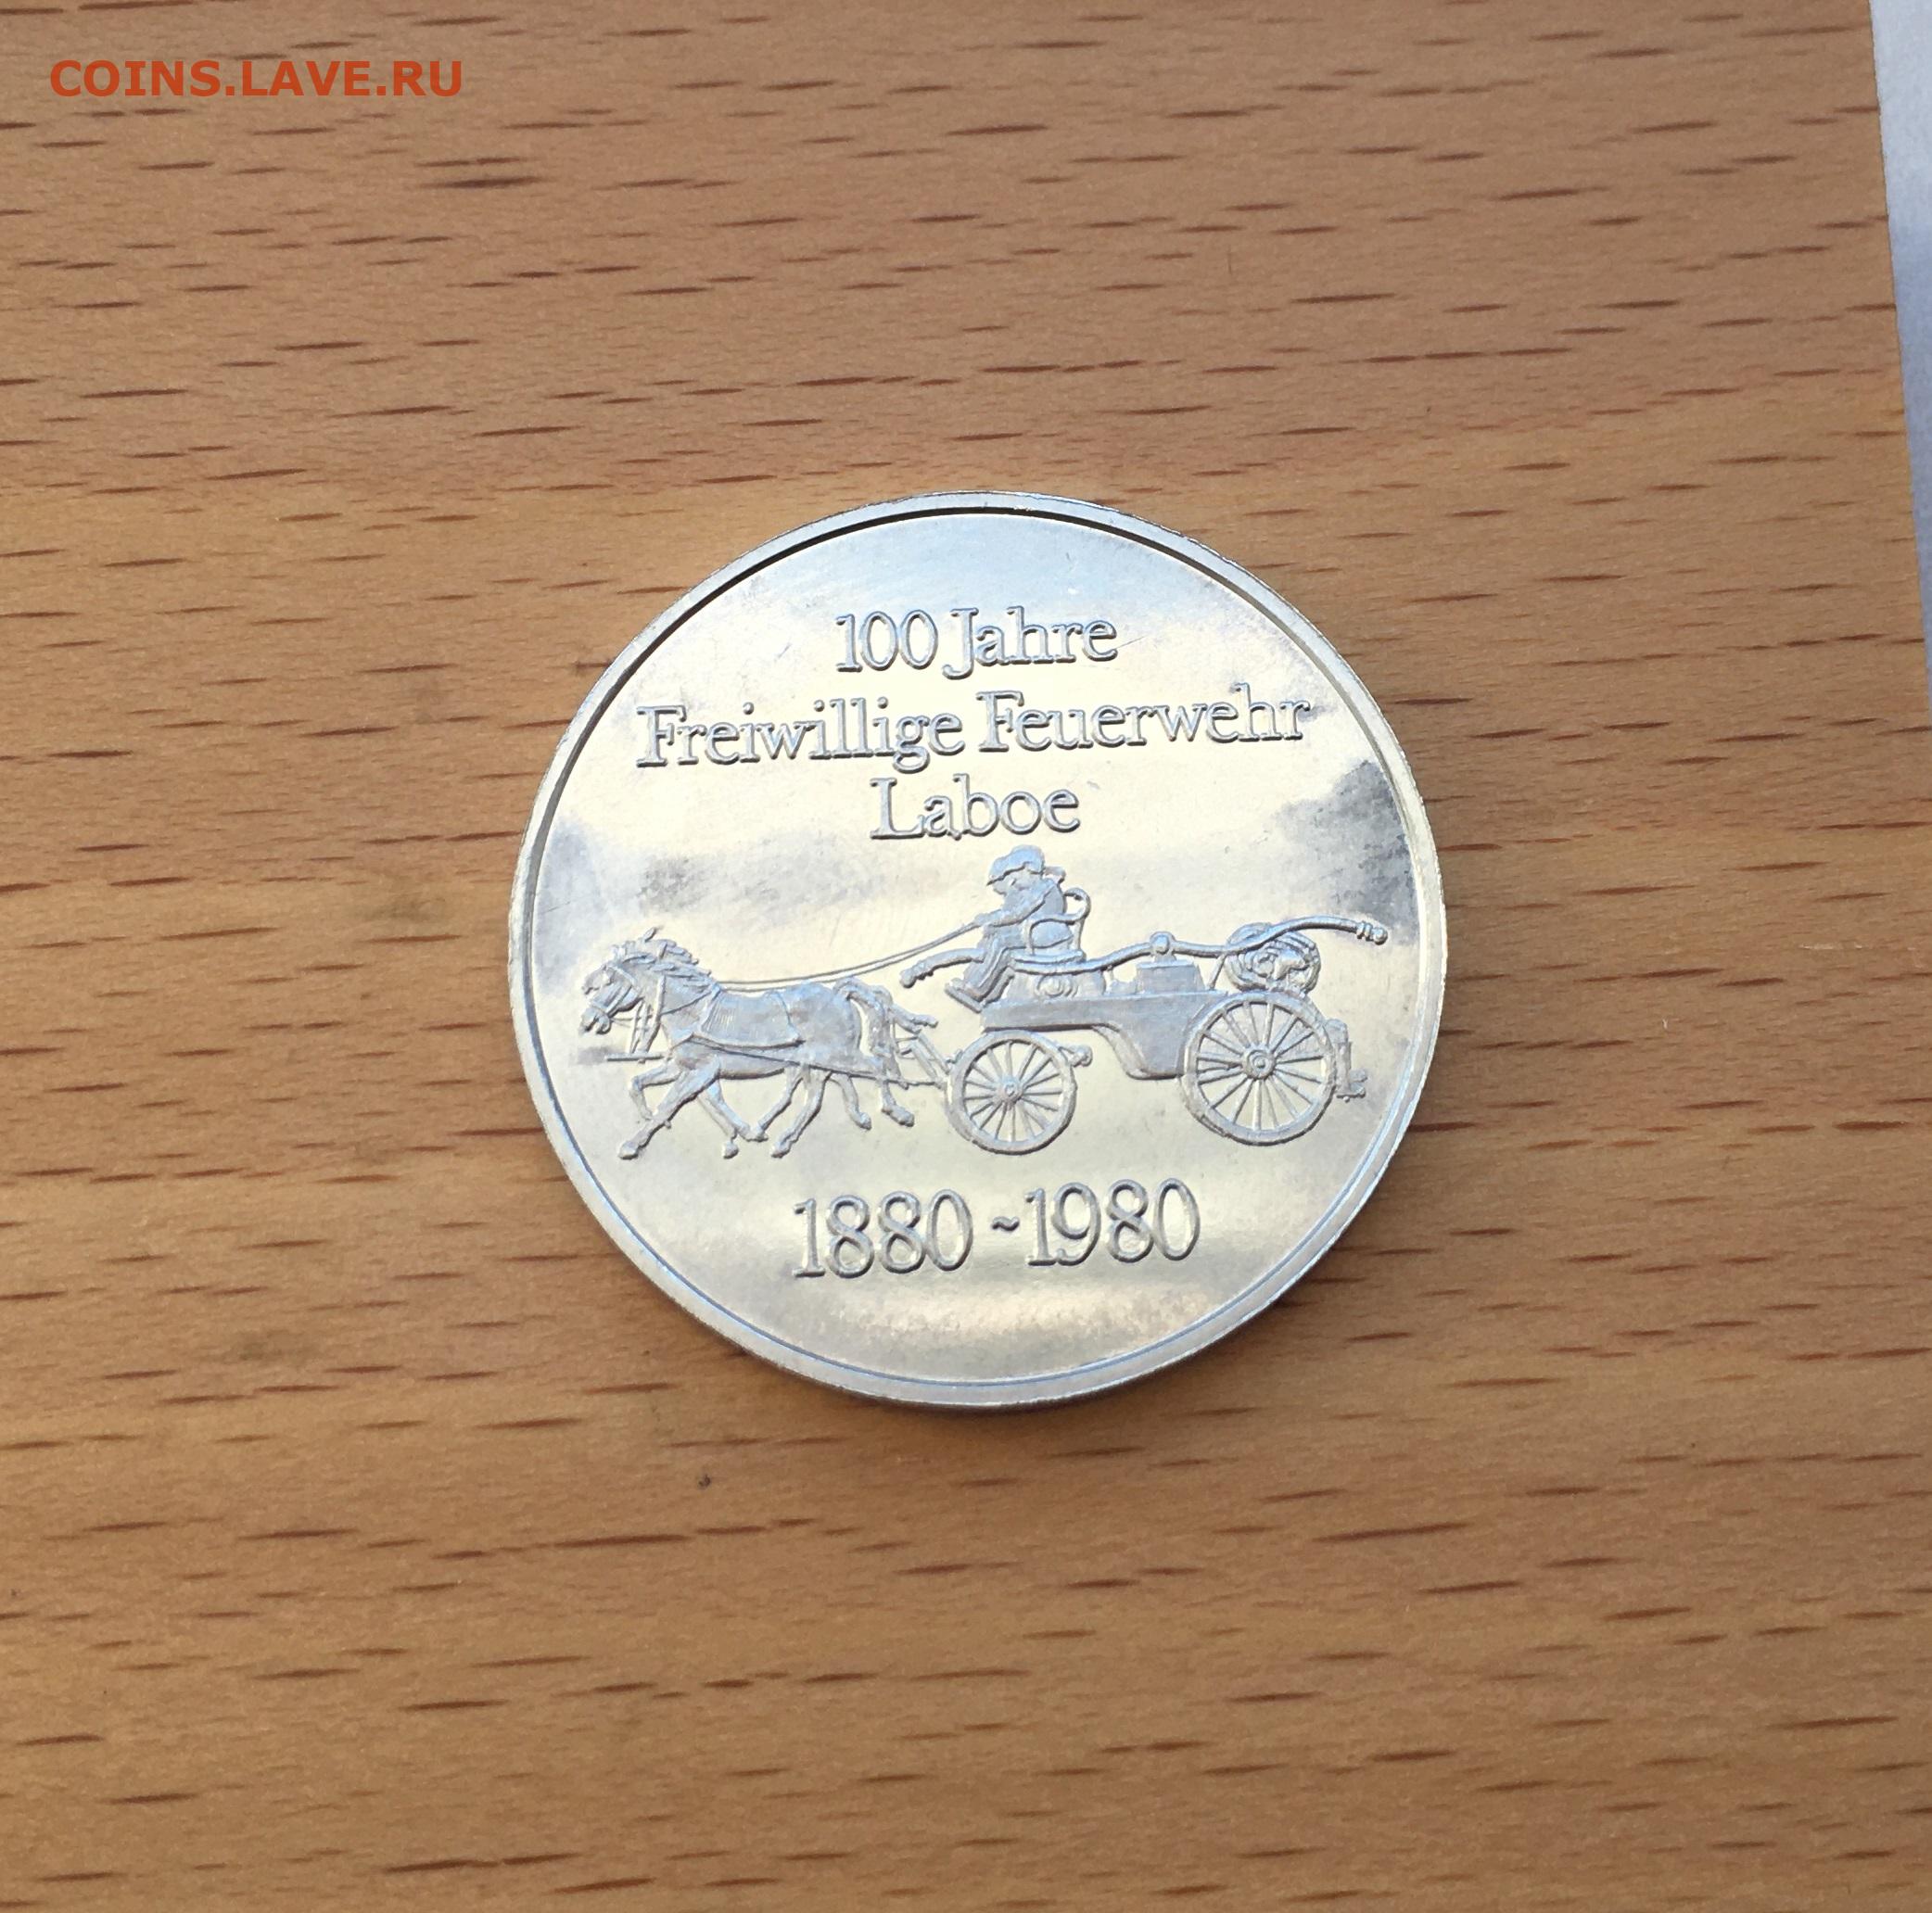 COINS.LAVE.RU
100 Jahre
Freiwillige Feuerwehr
Laboe
1880~1980